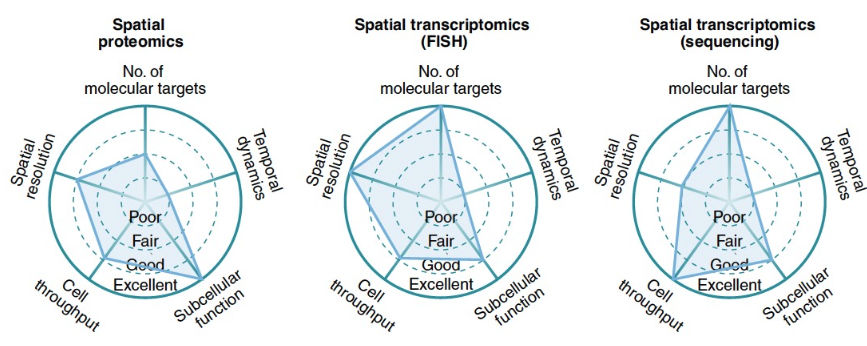 Spatial
proteomics
No. of
molecular targets
Temporal
dynamics
Subcellular
function
Cell
throughput
Spatial
resolution
Poor
Fair
Good
Excellent
Spatial transcriptomics
(FISH)
No. of
molecular targets
Temporal
dynamics
Subcellular
function
Cell
throughput
Spatial
resolution
Poor
Fair
Good
Excellent
Spatial transcriptomics
(sequencing)
No. of
molecular targets
Temporal
dynamics
Subcellular
function
Cell
throughput
Spatial
resolution
Poor
Fair
Good
Excellent